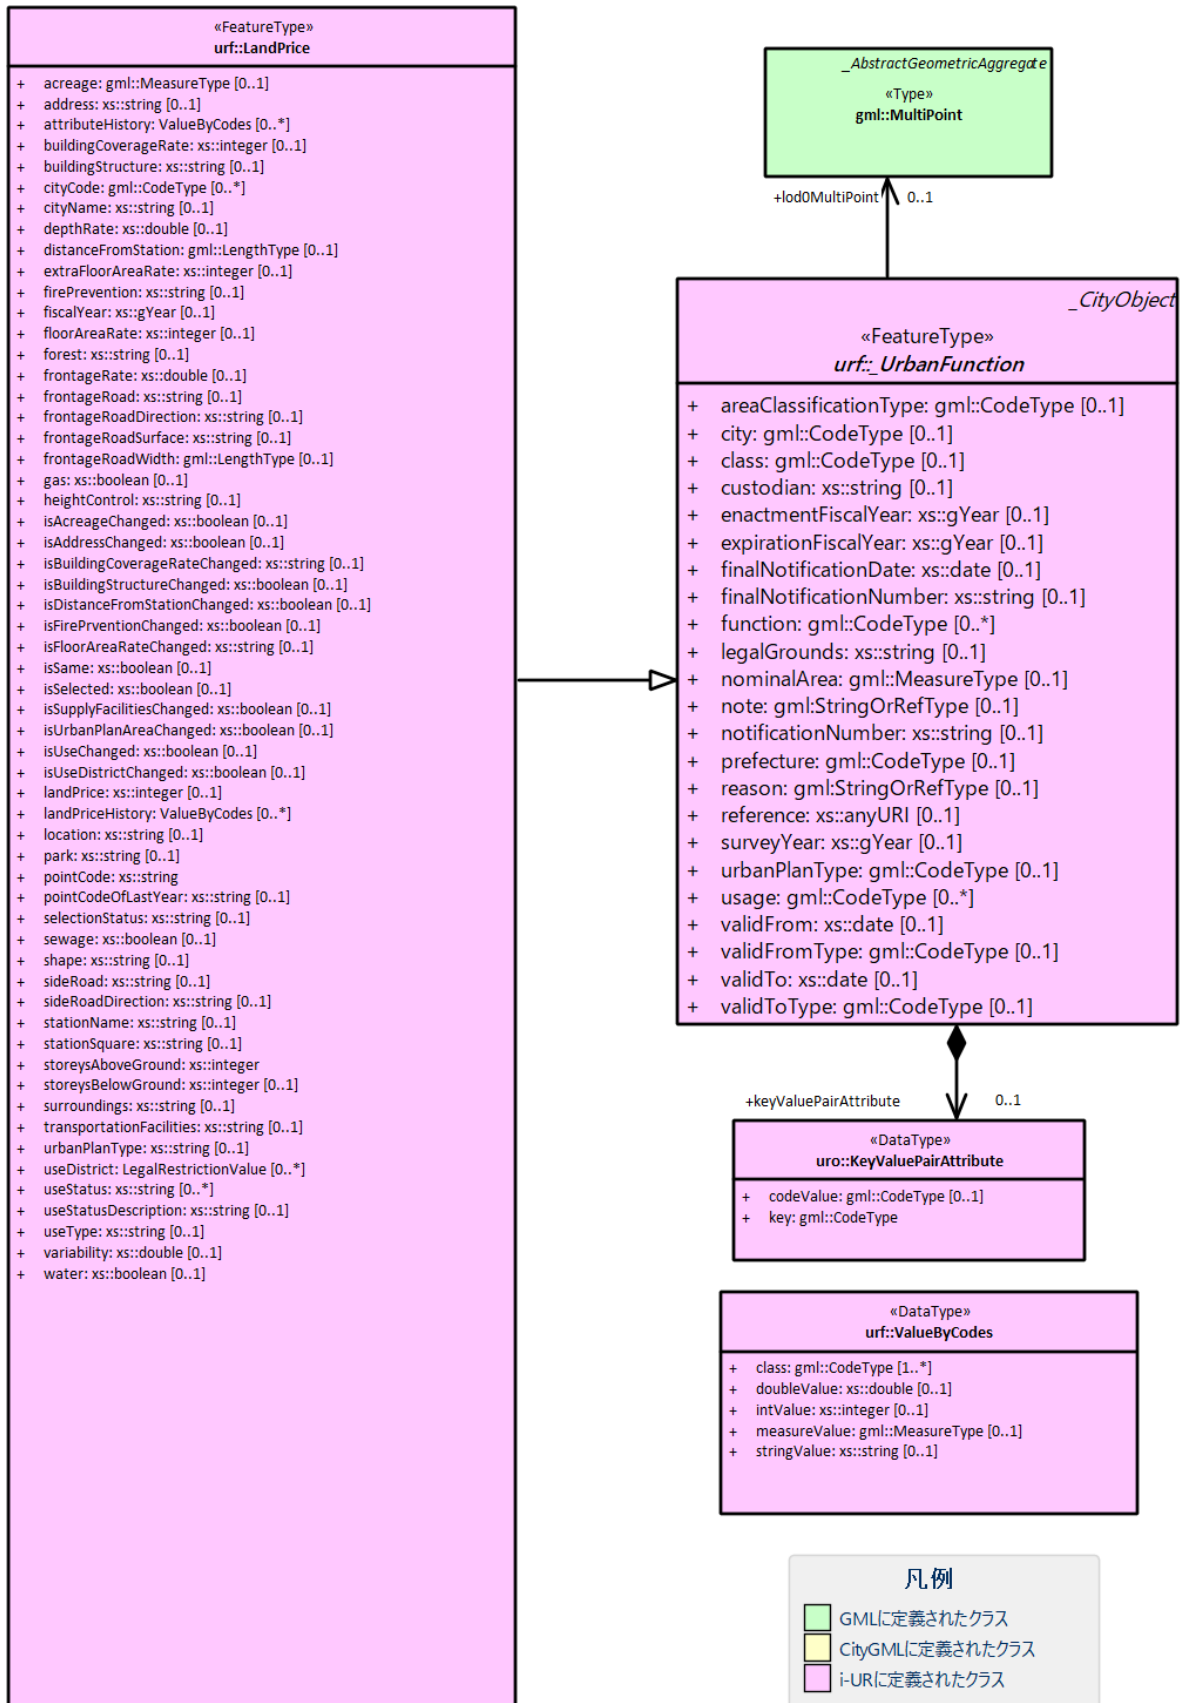 «FeatureType»
urf::LandPrice
+ acreage: gml::MeasureType [0..1]
+ address: xs::string [0..1]
+ attributeHistory: ValueByCodes [0..*]
+ buildingCoverageRate: xs::integer [0..1]
+ buildingStructure: xs::string [0..1]
+ cityCode: gml::CodeType [0..*]
+ cityName: xs::string [0..1]
+ depthRate: xs::double [0..1]
+ distanceFromStation: gml::LengthType [0..1]
+ extraFloorAreaRate: xs::integer [0..1]
+ firePrevention: xs::string [0..1]
+ fiscalYear: xs::gYear [0..1]
+ floorAreaRate: xs::integer [0..1]
+ forest: xs::string [0..1]
+ frontageRate: xs::double [0..1]
+ frontageRoad: xs::string [0..1]
+ frontageRoadDirection: xs::string [0..1]
+ frontageRoadSurface: xs::string [0..1]
+ frontageRoadWidth: gml::LengthType [0..1]
+ gas: xs::boolean [0..1]
+ heightControl: xs::string [0..1]
+ isAcreageChanged: xs::boolean [0..1]
+ isAddressChanged: xs::boolean [0..1]
+ isBuildingCoverageRateChanged: xs::string [0..1]
+ isBuildingStructureChanged: xs::boolean [0..1]
+ isDistanceFromStationChanged: xs::boolean [0..1]
+ isFirePrventionChanged: xs::boolean [0..1]
+ isFloorAreaRateChanged: xs::string [0..1]
+ isSame: xs::boolean [0..1]
+ isSelected: xs::boolean [0..1]
+ isSupplyFacilitiesChanged: xs::boolean [0..1]
+ isUrbanPlanAreaChanged: xs::boolean [0..1]
+ isUseChanged: xs::boolean [0..1]
+ isUseDistrictChanged: xs::boolean [0..1]
+ landPrice: xs::integer [0..1]
+ landPriceHistory: ValueByCodes [0..*]
+ location: xs::string [0..1]
+ park: xs::string [0..1]
+ pointCode: xs::string
+ pointCodeOfLastYear: xs::string [0..1]
+ selectionStatus: xs::string [0..1]
+ sewage: xs::boolean [0..1]
+ shape: xs::string [0..1]
+ sideRoad: xs::string [0..1]
+ sideRoadDirection: xs::string [0..1]
+ stationName: xs::string [0..1]
+ stationSquare: xs::string [0..1]
+ storeysAboveGround: xs::integer
+ storeysBelowGround: xs::integer [0..1]
+ surroundings: xs::string [0..1]
+ transportationFacilities: xs::string [0..1]
+ urbanPlanType: xs::string [0..1]
+ useDistrict: LegalRestrictionValue [0..*]
+ useStatus: xs::string [0..*]
+ useStatusDescription: xs::string [0..1]
+ useType: xs::string [0..1]
+ variability: xs::double [0..1]
+ water: xs::boolean [0..1]
_AbstractGeometricAggregate
«Type»
gml::MultiPoint
+lod0MultiPoint 0..1
_CityObject
«FeatureType»
urf::_UrbanFunction
+ areaClassificationType: gml::CodeType [0..1]
+ city: gml::CodeType [0..1]
+ class: gml::CodeType [0..1]
+ custodian: xs::string [0..1]
+ enactmentFiscalYear: xs::gYear [0..1]
+ expirationFiscalYear: xs::gYear [0..1]
+ finalNotificationDate: xs::date [0..1]
+ finalNotificationNumber: xs::string [0..1]
+ function: gml::CodeType [0..*]
+ legalGrounds: xs::string [0..1]
+ nominalArea: gml::MeasureType [0..1]
+ note: gml:StringOrRefType [0..1]
+ notificationNumber: xs::string [0..1]
+ prefecture: gml::CodeType [0..1]
+ reason: gml:StringOrRefType [0..1]
+ reference: xs::anyURI [0..1]
+ surveyYear: xs::gYear [0..1]
+ urbanPlanType: gml::CodeType [0..1]
+ usage: gml::CodeType [0..*]
+ validFrom: xs::date [0..1]
+ validFromType: gml::CodeType [0..1]
+ validTo: xs::date [0..1]
+ validToType: gml::CodeType [0..1]
+keyValuePairAttribute 0..1
«DataType»
uro::KeyValuePairAttribute
+ codeValue: gml::CodeType [0..1]
+ key: gml::CodeType
«DataType»
urf::ValueByCodes
+ class: gml::CodeType [1..*]
+ doubleValue: xs::double [0..1]
+ intValue: xs::integer [0..1]
+ measureValue: gml::MeasureType [0..1]
+ stringValue: xs::string [0..1]
凡例
GMLに定義されたクラス
CityGMLに定義されたクラス
i-URに定義されたクラス